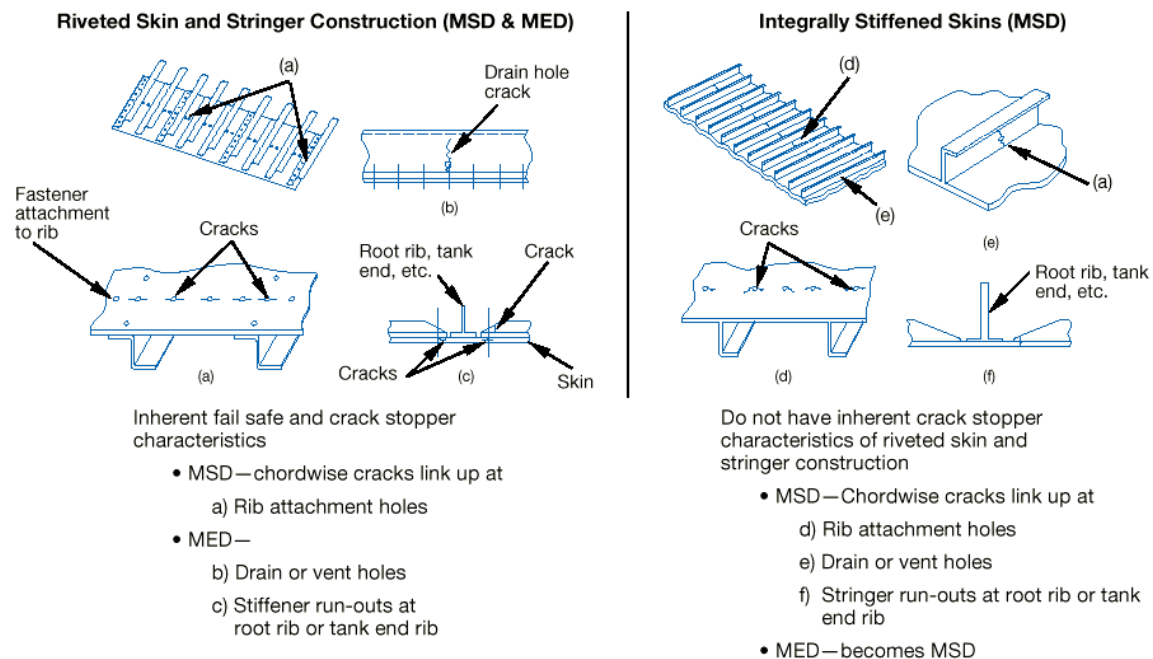 Riveted Skin and Stringer Construction (MSD & MED)
(a)
Drain hole
crack
(b)
Fastener
attachment
to rib
Cracks
(a)
Root rib, tank
end, etc.
Crack
Cracks
(c)
Skin
Inherent fail safe and crack stopper
characteristics
• MSD—chordwise cracks link up at
a) Rib attachment holes
• MED—
b) Drain or vent holes
c) Stiffener run-outs at
root rib or tank end rib
Integrally Stiffened Skins (MSD)
(d)
(e)
(a)
(e)
Cracks
(d)
Root rib, tank
end, etc.
(f)
Do not have inherent crack stopper
characteristics of riveted skin and
stringer construction
• MSD—Chordwise cracks link up at
d) Rib attachment holes
e) Drain or vent holes
f) Stringer run-outs at root rib or tank
end rib
• MED—becomes MSD